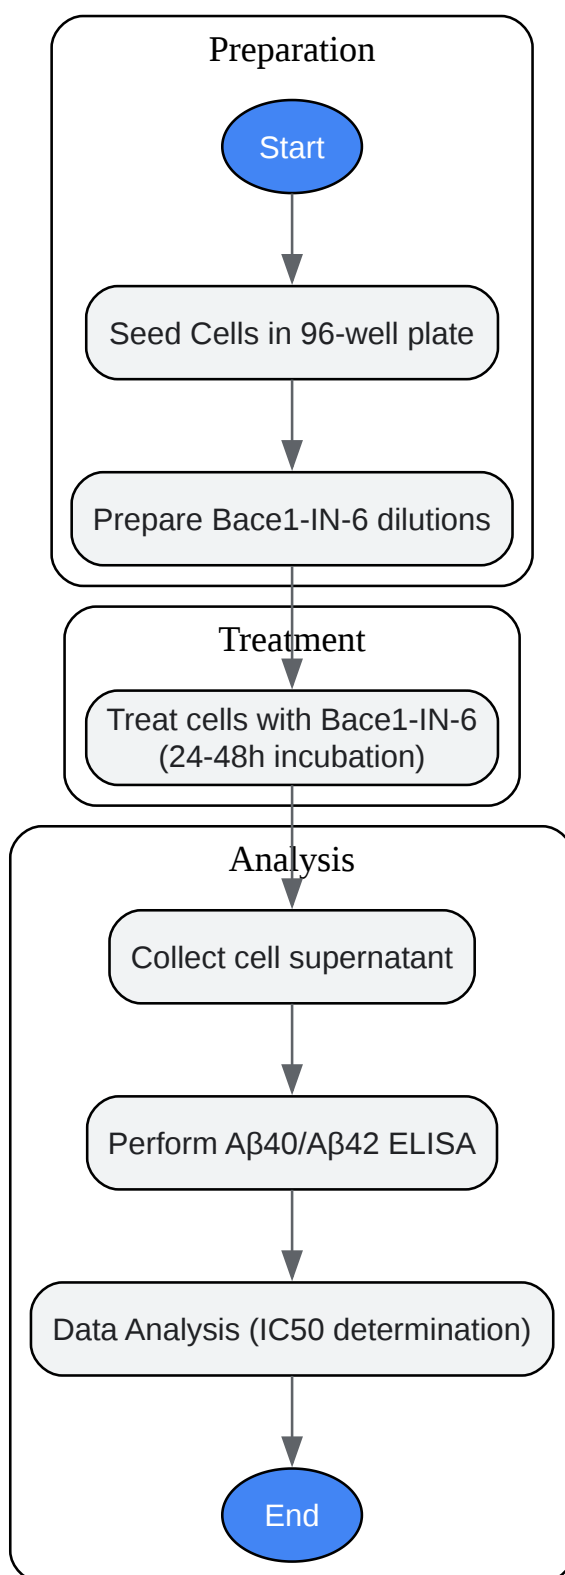 Preparation
Start
Seed Cells in 96-well plate
Prepare Bace1-IN-6 dilutions
Treatment
Treat cells with Bace1-IN-6
(24-48h incubation)
Analysis
Collect cell supernatant
Perform Aβ40/Aβ42 ELISA
Data Analysis (IC50 determination)
End